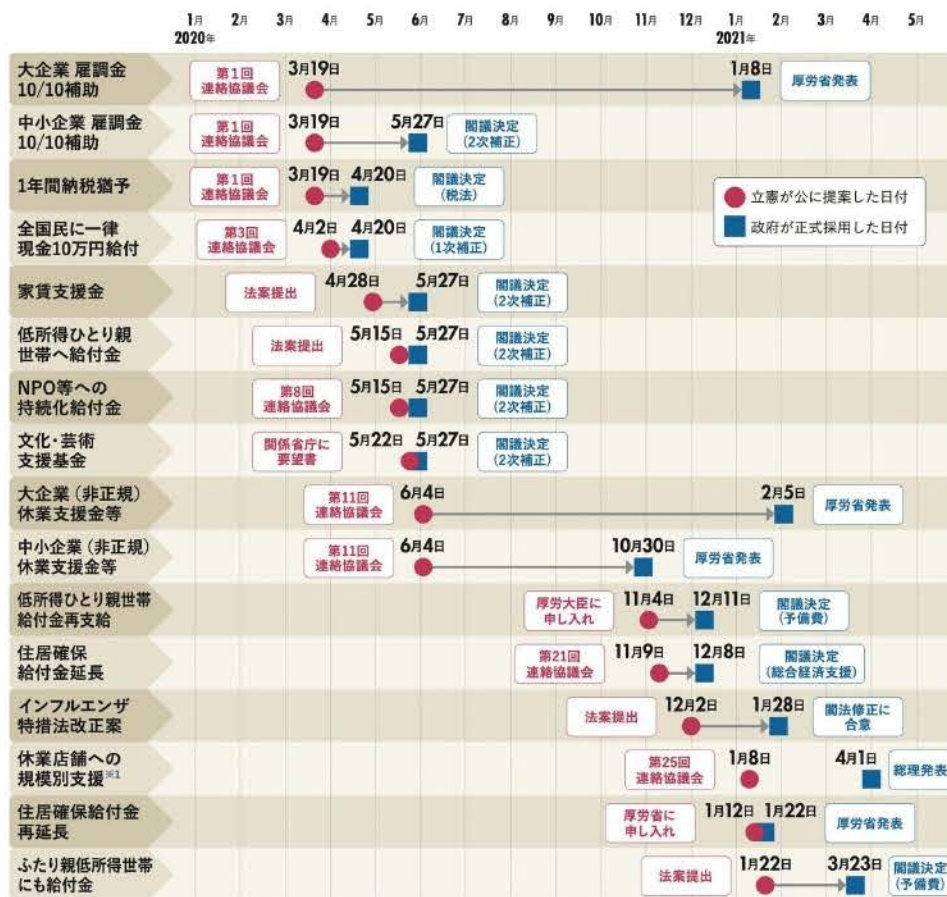 1月 2月 3月 4月 5月 6月 7月 8月 9月 10月 11月 12月 1月 2月 3月 4月 5月
2020年 2021年
大企業 雇調金
10/10補助
第1回
連絡協議会
3月19日
1月8日
厚労省発表
中小企業 雇調金
10/10補助
第1回
連絡協議会
3月19日
5月27日
閣議決定
(2次補正)
1年間納税猶予
第1回
連絡協議会
3月19日
4月20日
閣議決定
(税法)
立憲が公に提案した日付
政府が正式採用した日付
全国民に一律
現金10万円給付
第3回
連絡協議会
4月2日
4月20日
閣議決定
(1次補正)
家賃支援金
法案提出
4月28日
5月27日
閣議決定
(2次補正)
低所得ひとり親
世帯へ給付金
法案提出
5月15日
5月27日
閣議決定
(2次補正)
NPO等への
持続化給付金
第8回
連絡協議会
5月15日
5月27日
閣議決定
(2次補正)
文化・芸術
支援基金
関係省庁に
要望書
5月22日
5月27日
閣議決定
(2次補正)
大企業(非正規)
休業支援金等
第11回
連絡協議会
6月4日
2月5日
厚労省発表
中小企業(非正規)
休業支援金等
第11回
連絡協議会
6月4日
10月30日
厚労省発表
低所得ひとり親世帯
給付金再支給
厚労大臣に
申し入れ
11月4日
12月11日
閣議決定
(予備費)
住居確保
給付金延長
第21回
連絡協議会
11月9日
12月8日
閣議決定
(総合経済支援)
インフルエンザ
特措法改正案
法案提出
12月2日
1月28日
閣法修正に
合意
休業店舗への
規模別支援※1
第25回
連絡協議会
1月8日
4月1日
総理発表
住居確保給付金
再延長
厚労省に
申し入れ
1月12日
1月22日
厚労省発表
ふたり親低所得世帯
にも給付金
法案提出
1月22日
3月23日
閣議決定
(予備費)